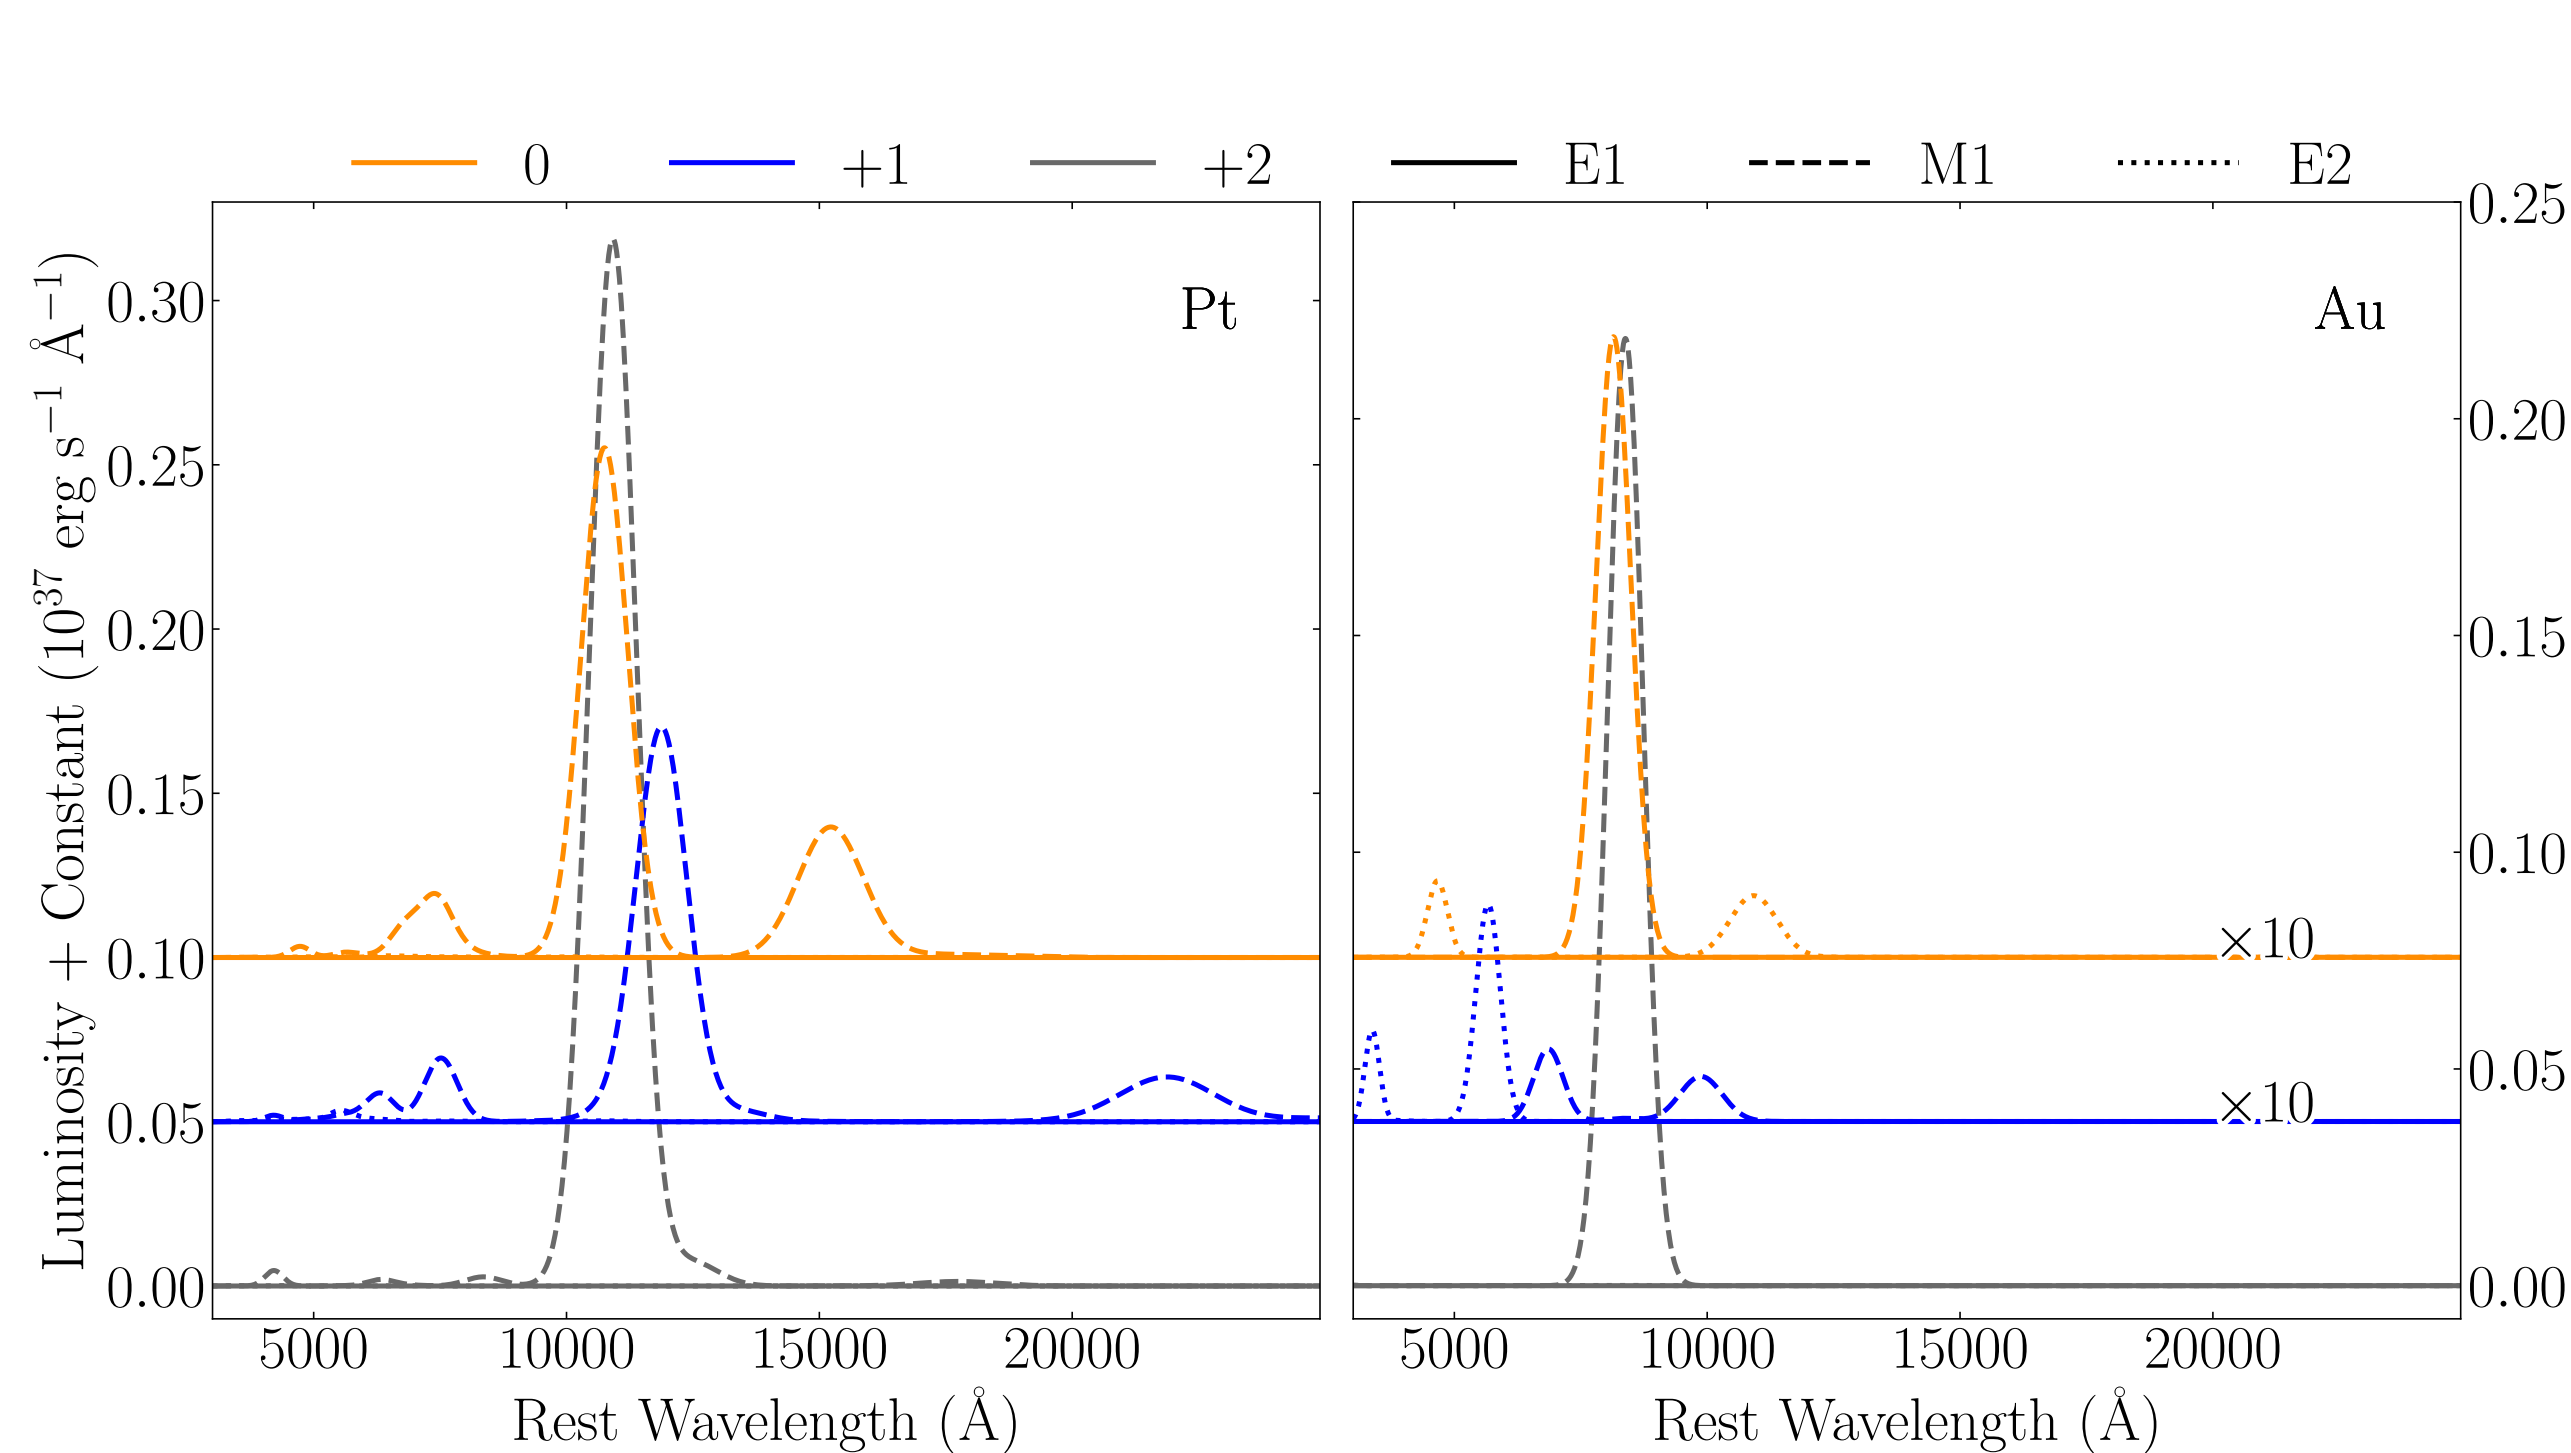 0 +1 +2 E1 M1 E2
Luminosity + Constant (10³⁷ erg s⁻¹ Å⁻¹)
0.30
0.25
0.20
0.15
0.10
0.05
0.00
Pt
5000 10000 15000 20000
Rest Wavelength (Å)
Au
×10
×10
0.25
0.20
0.15
0.10
0.05
0.00
5000 10000 15000 20000
Rest Wavelength (Å)